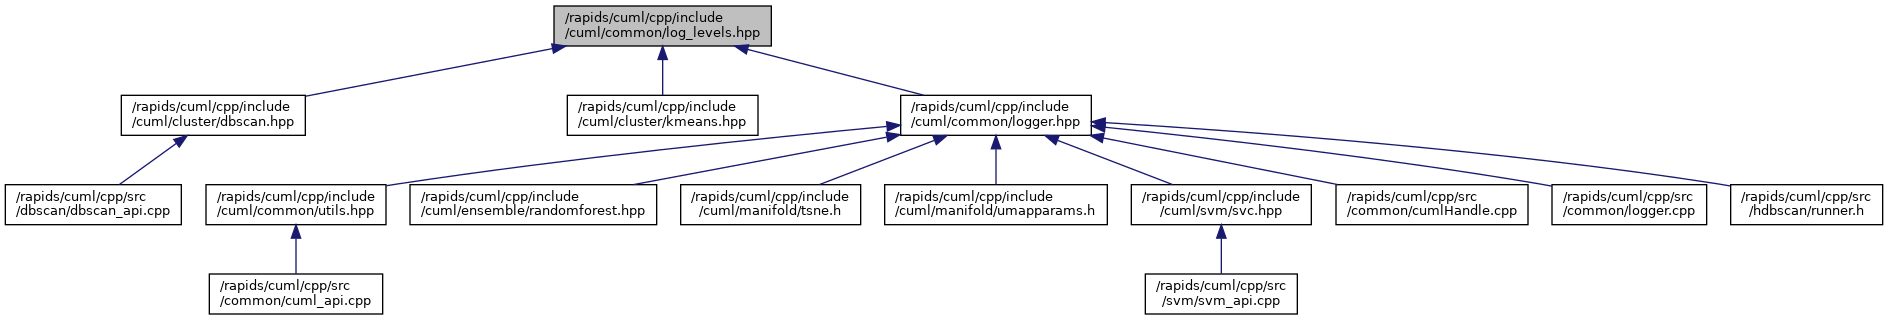 /rapids/cuml/cpp/include
/cuml/common/log_levels.hpp
/rapids/cuml/cpp/include
/cuml/cluster/dbscan.hpp
/rapids/cuml/cpp/include
/cuml/cluster/kmeans.hpp
/rapids/cuml/cpp/include
/cuml/common/logger.hpp
/rapids/cuml/cpp/src
/dbscan/dbscan_api.cpp
/rapids/cuml/cpp/include
/cuml/common/utils.hpp
/rapids/cuml/cpp/include
/cuml/ensemble/randomforest.hpp
/rapids/cuml/cpp/include
/cuml/manifold/tsne.h
/rapids/cuml/cpp/include
/cuml/manifold/umapparams.h
/rapids/cuml/cpp/include
/cuml/svm/svc.hpp
/rapids/cuml/cpp/src
/common/cumlHandle.cpp
/rapids/cuml/cpp/src
/common/logger.cpp
/rapids/cuml/cpp/src
/hdbscan/runner.h
/rapids/cuml/cpp/src
/common/cuml_api.cpp
/rapids/cuml/cpp/src
/svm/svm_api.cpp